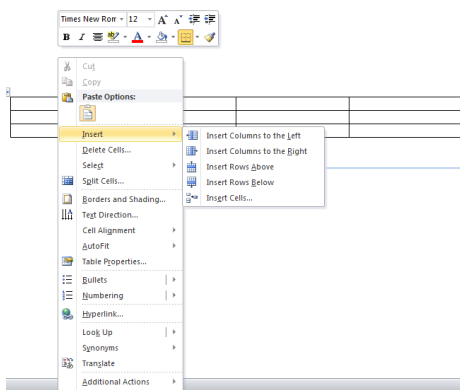 Times New Rom 12 A A
B I A
Cut
Copy
Paste Options:
Insert
Delete Cells...
Select
Split Cells...
Borders and Shading...
Text Direction...
Cell Alignment
AutoFit
Table Properties...
Bullets
Numbering
Hyperlink...
Look Up
Synonyms
Translate
Additional Actions
Insert Columns to the Left
Insert Columns to the Right
Insert Rows Above
Insert Rows Below
Insert Cells...